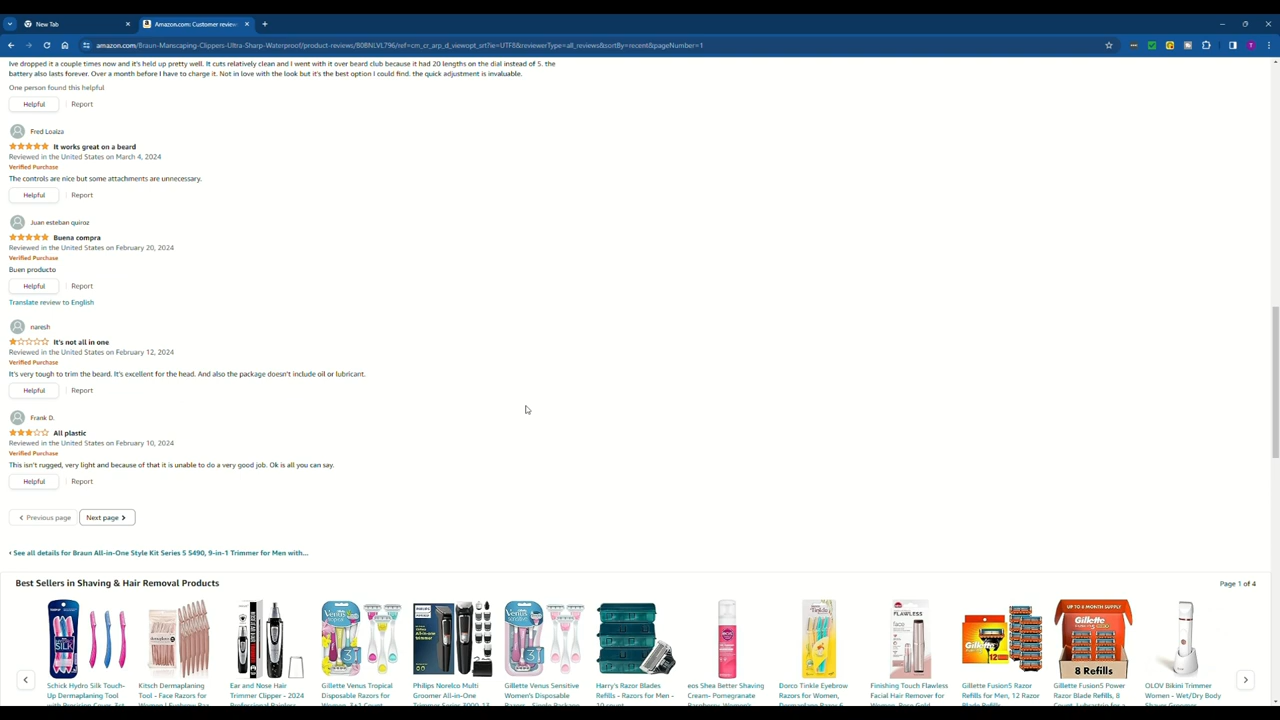 New Tab
Amazon.com: Customer review
amazon.com/Braun-Manscaping-Clippers-Ultra-Sharp-Waterproof/product-reviews/B0BNLVL796/ref=cm_cr_arp_d_viewopt_srt?ie=UTF8&reviewerType=all_reviews&sortBy=recent&pageNumber=1
Ive dropped it a couple times now and it's held up pretty well. It cuts relatively clean and I went with it over beard club because it had 20 lengths on the dial instead of 5. the
battery also lasts forever. Over a month before I have to charge it. Not in love with the look but it's the best option I could find. the quick adjustment is invaluable.
One person found this helpful
Helpful Report
Fred Loaiza
It works great on a beard
Reviewed in the United States on March 4, 2024
Verified Purchase
The controls are nice but some attachments are unnecessary.
Helpful Report
Juan esteban quiroz
Buena compra
Reviewed in the United States on February 20, 2024
Verified Purchase
Buen producto
Helpful Report
Translate review to English
naresh
It's not all in one
Reviewed in the United States on February 12, 2024
Verified Purchase
It's very tough to trim the beard. It's excellent for the head. And also the package doesn't include oil or lubricant.
Helpful Report
Frank D.
All plastic
Reviewed in the United States on February 10, 2024
Verified Purchase
This isn't rugged, very light and because of that it is unable to do a very good job. Ok is all you can say.
Helpful Report
Previous page Next page
See all details for Braun All-in-One Style Kit Series 5 5490, 9-in-1 Trimmer for Men with...
Best Sellers in Shaving & Hair Removal Products Page 1 of 4
UP TO 8 MONTH SUPPLY
Gillette
8 Refills
Schick Hydro Silk Touch-
Up Dermaplaning Tool
Kitsch Dermaplaning
Tool - Face Razors for
Ear and Nose Hair
Trimmer Clipper - 2024
Gillette Venus Tropical
Disposable Razors for
Philips Norelco Multi
Groomer All-in-One
Gillette Venus Sensitive
Women's Disposable
Harry's Razor Blades
Refills - Razors for Men -
eos Shea Better Shaving
Cream- Pomegranate
Dorco Tinkle Eyebrow
Razors for Women,
Finishing Touch Flawless
Facial Hair Remover for
Gillette Fusion5 Razor
Refills for Men, 12 Razor
Gillette Fusion5 Power
Razor Blade Refills, 8
OLOV Bikini Trimmer
Women - Wet/Dry Body